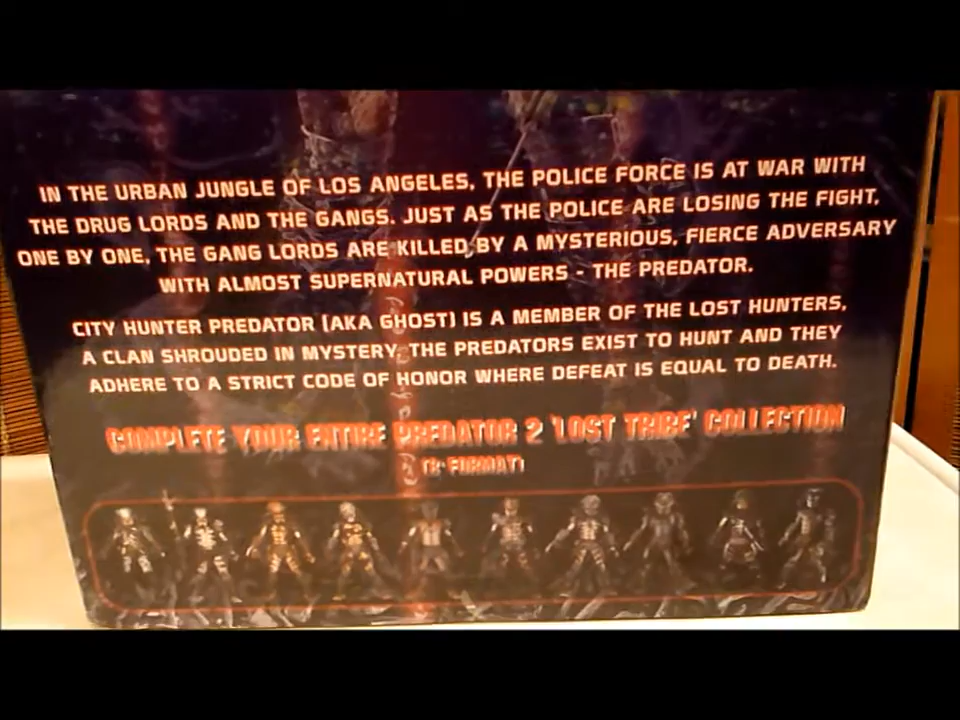 IN THE URBAN JUNGLE OF LOS ANGELES, THE POLICE FORCE IS AT WAR WITH
THE DRUG LORDS AND THE GANGS. JUST AS THE POLICE ARE LOSING THE FIGHT,
ONE BY ONE, THE GANG LORDS ARE KILLED BY A MYSTERIOUS, FIERCE ADVERSARY
WITH ALMOST SUPERNATURAL POWERS - THE PREDATOR.
CITY HUNTER PREDATOR (AKA GHOST) IS A MEMBER OF THE LOST HUNTERS,
A CLAN SHROUDED IN MYSTERY. THE PREDATORS EXIST TO HUNT AND THEY
ADHERE TO A STRICT CODE OF HONOR WHERE DEFEAT IS EQUAL TO DEATH.
COMPLETE YOUR ENTIRE PREDATOR 2 'LOST TRIBE' COLLECTION
FORMAT)